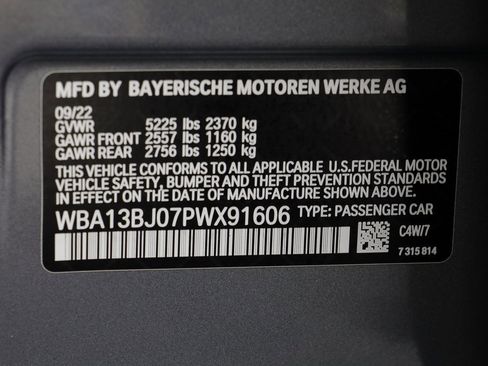 MFD BY BAYERISCHE MOTOREN WERKE AG
09/22
GVWR 5225 lbs 2370 kg
GAWR FRONT 2557 lbs 1160 kg
GAWR REAR 2756 lbs 1250 kg
THIS VEHICLE CONFORMS TO ALL APPLICABLE U.S.FEDERAL MOTOR
VEHICLE SAFETY, BUMPER AND THEFT PREVENTION STANDARDS
IN EFFECT ON THE DATE OF MANUFACTURE SHOWN ABOVE.
WBA13BJ07PWX91606 TYPE: PASSENGER CAR
C4W/7
7 315 814